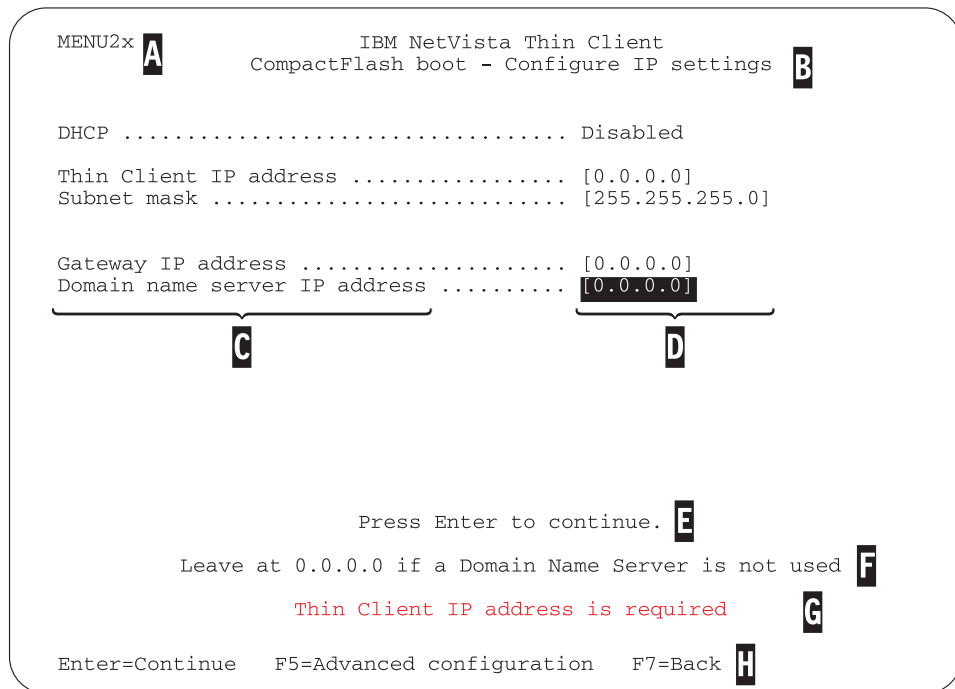 MENU2x A IBM NetVista Thin Client
CompactFlash boot - Configure IP settings B
DHCP ................................... Disabled
Thin Client IP address ................. [0.0.0.0]
Subnet mask ............................ [255.255.255.0]
Gateway IP address ..................... [0.0.0.0]
Domain name server IP address .......... [0.0.0.0]
C D
Press Enter to continue. E
Leave at 0.0.0.0 if a Domain Name Server is not used F
Thin Client IP address is required G
Enter=Continue F5=Advanced configuration F7=Back H